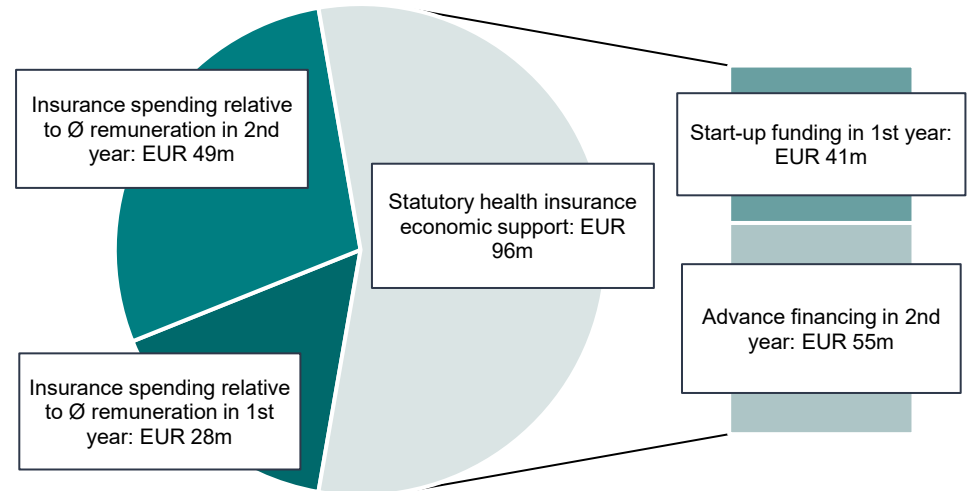 Insurance spending relative
to Ø remuneration in 2nd
year: EUR 49m
Statutory health insurance
economic support: EUR
96m
Insurance spending relative
to Ø remuneration in 1st
year: EUR 28m
Start-up funding in 1st year:
EUR 41m
Advance financing in 2nd
year: EUR 55m